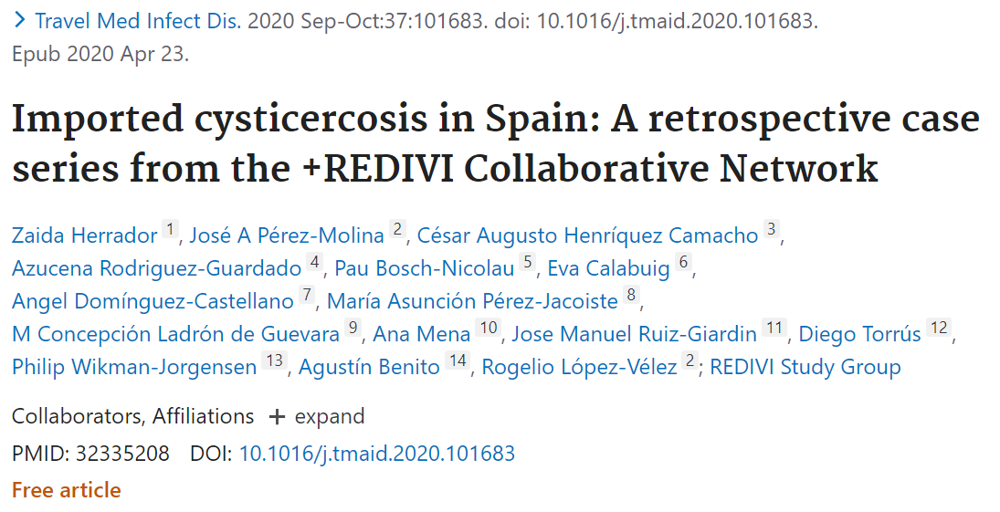 Travel Med Infect Dis. 2020 Sep-Oct:37:101683. doi: 10.1016/j.tmaid.2020.101683.
Epub 2020 Apr 23.
Imported cysticercosis in Spain: A retrospective case
series from the +REDIVI Collaborative Network
Zaida Herrador 1, José A Pérez-Molina 2, César Augusto Henríquez Camacho 3,
Azucena Rodriguez-Guardado 4, Pau Bosch-Nicolau 5, Eva Calabuig 6,
Angel Domínguez-Castellano 7, María Asunción Pérez-Jacoiste 8,
M Concepción Ladrón de Guevara 9, Ana Mena 10, Jose Manuel Ruiz-Giardin 11, Diego Torrús 12,
Philip Wikman-Jorgensen 13, Agustín Benito 14, Rogelio López-Vélez 2; REDIVI Study Group
Collaborators, Affiliations + expand
PMID: 32335208 DOI: 10.1016/j.tmaid.2020.101683
Free article